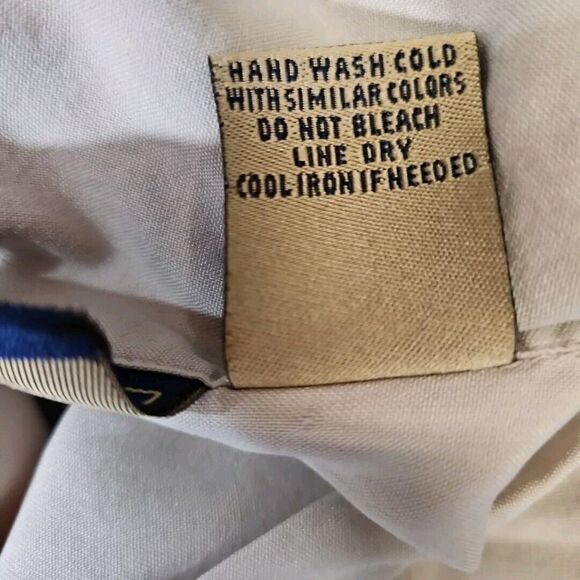 HAND WASH COLD
WITH SIMILAR COLORS
DO NOT BLEACH
LINE DRY
COOL IRON IF NEEDED